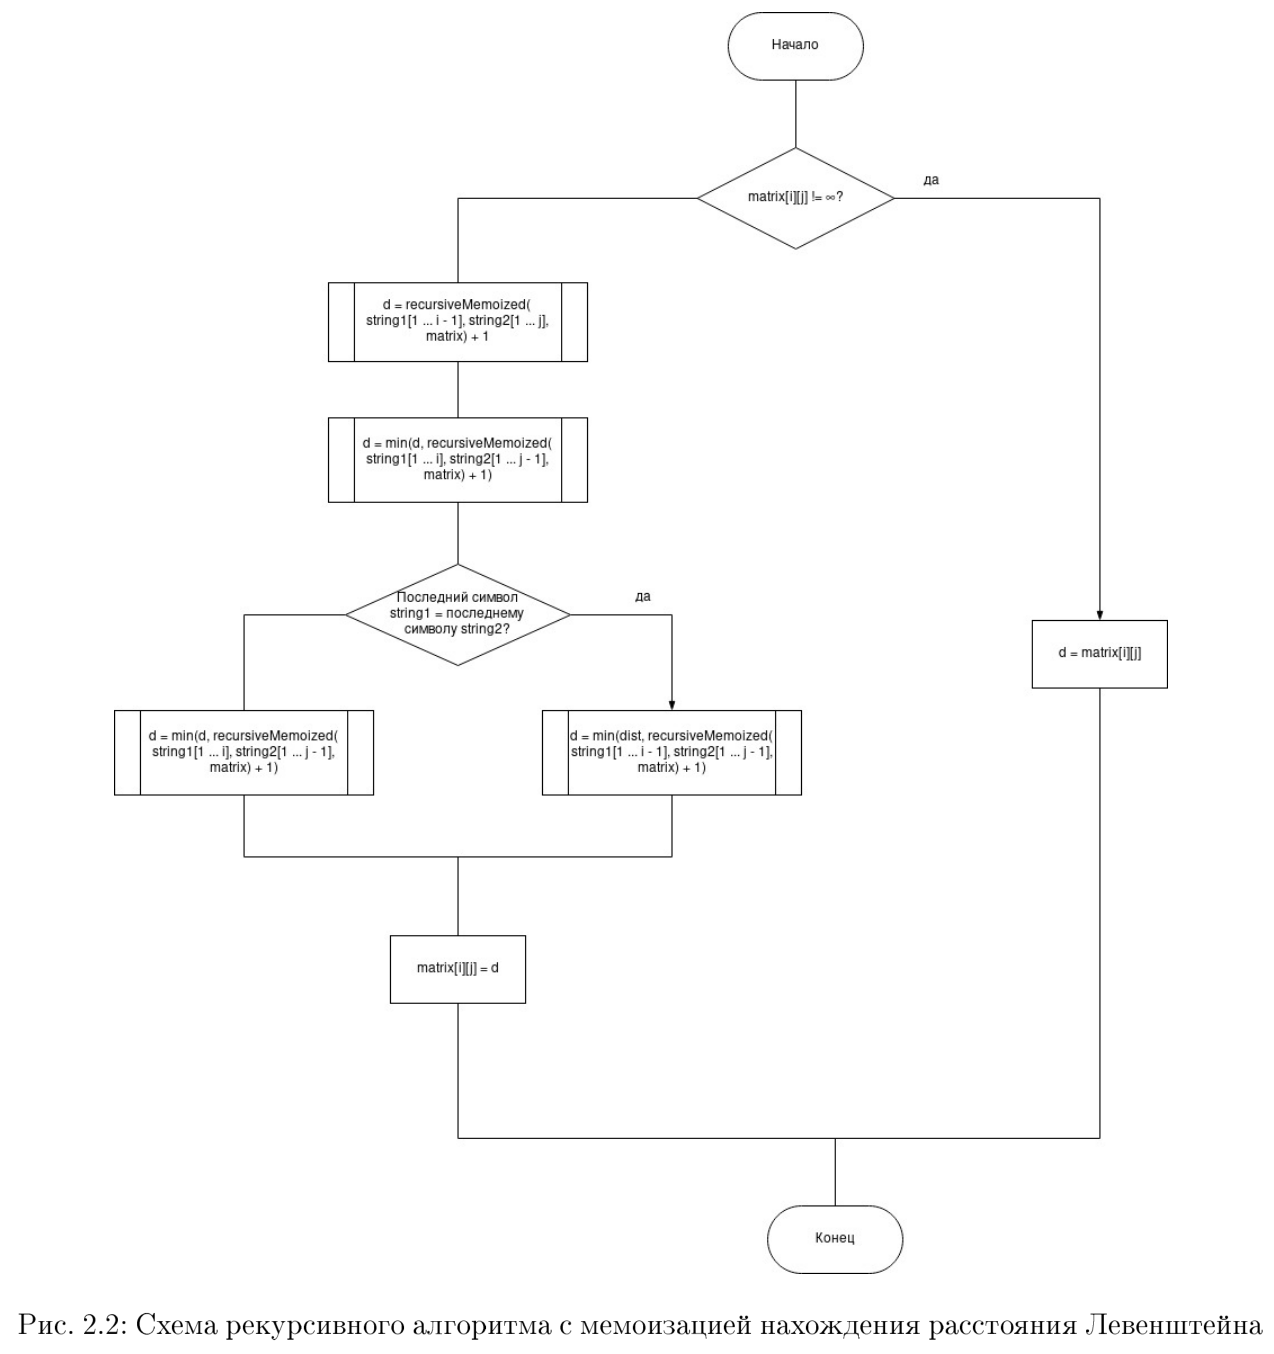 Начало
matrix[i][j] != ∞?
да
d = recursiveMemoized(
string1[1 ... i - 1], string2[1 ... j],
matrix) + 1
d = min(d, recursiveMemoized(
string1[1 ... i], string2[1 ... j - 1],
matrix) + 1)
Последний символ
string1 = последнему
символу string2?
да
d = matrix[i][j]
d = min(d, recursiveMemoized(
string1[1 ... i], string2[1 ... j - 1],
matrix) + 1)
d = min(dist, recursiveMemoized(
string1[1 ... i - 1], string2[1 ... j - 1],
matrix) + 1)
matrix[i][j] = d
Конец
Рис. 2.2: Схема рекурсивного алгоритма с мемоизацией нахождения расстояния Левенштейна